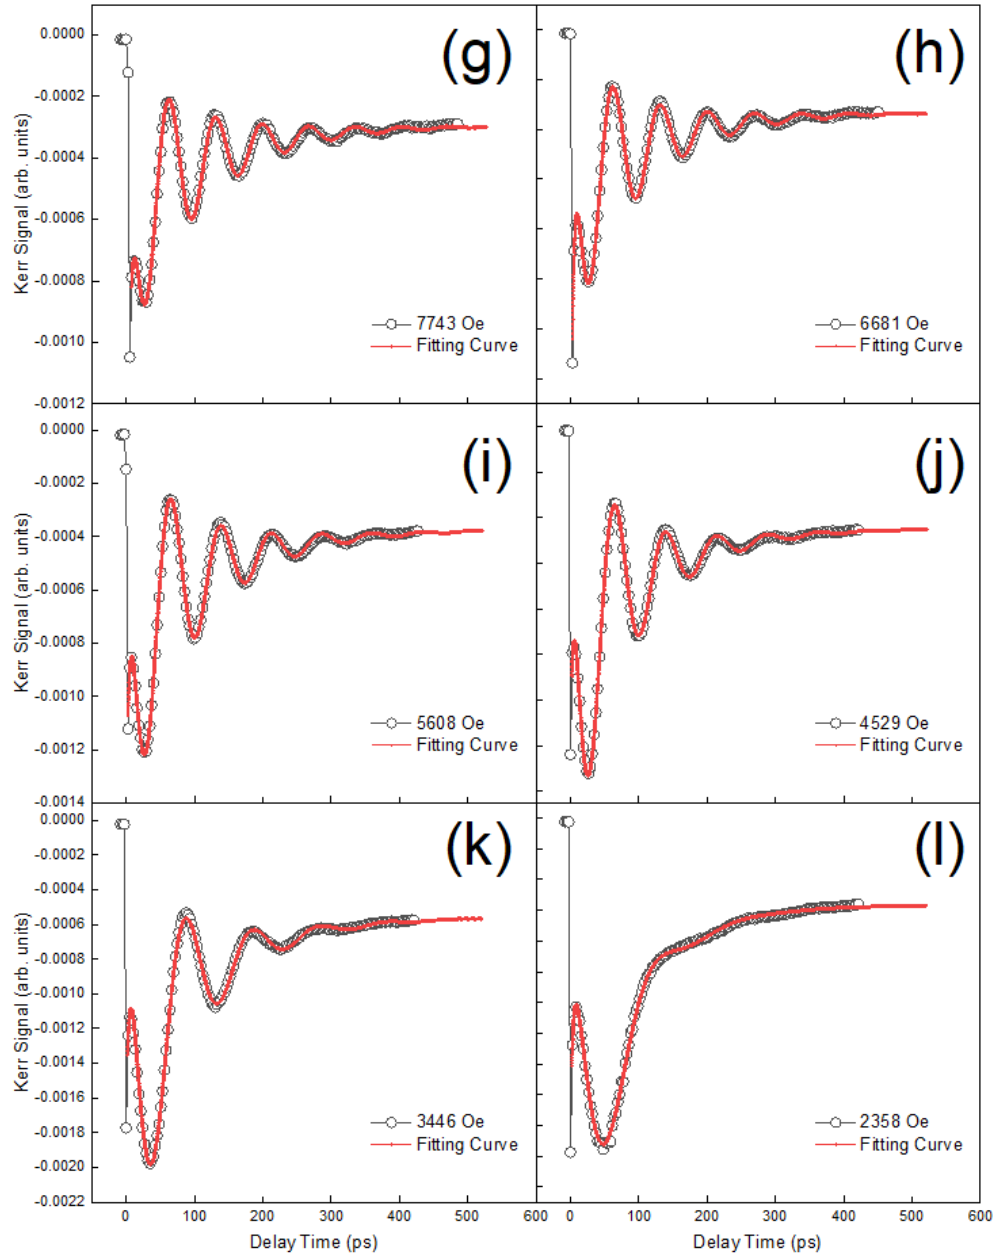 (g)
0.0000
-0.0002
-0.0004
-0.0006
-0.0008
-0.0010
-0.0012
Kerr Signal (arb. units)
7743 Oe
Fitting Curve
(h)
6681 Oe
Fitting Curve
(i)
0.0000
-0.0002
-0.0004
-0.0006
-0.0008
-0.0010
-0.0012
-0.0014
Kerr Signal (arb. units)
5608 Oe
Fitting Curve
(j)
4529 Oe
Fitting Curve
(k)
0.0000
-0.0002
-0.0004
-0.0006
-0.0008
-0.0010
-0.0012
-0.0014
-0.0016
-0.0018
-0.0020
-0.0022
Kerr Signal (arb. units)
3446 Oe
Fitting Curve
0 100 200 300 400 500 600
Delay Time (ps)
(l)
2358 Oe
Fitting Curve
0 100 200 300 400 500 600
Delay Time (ps)